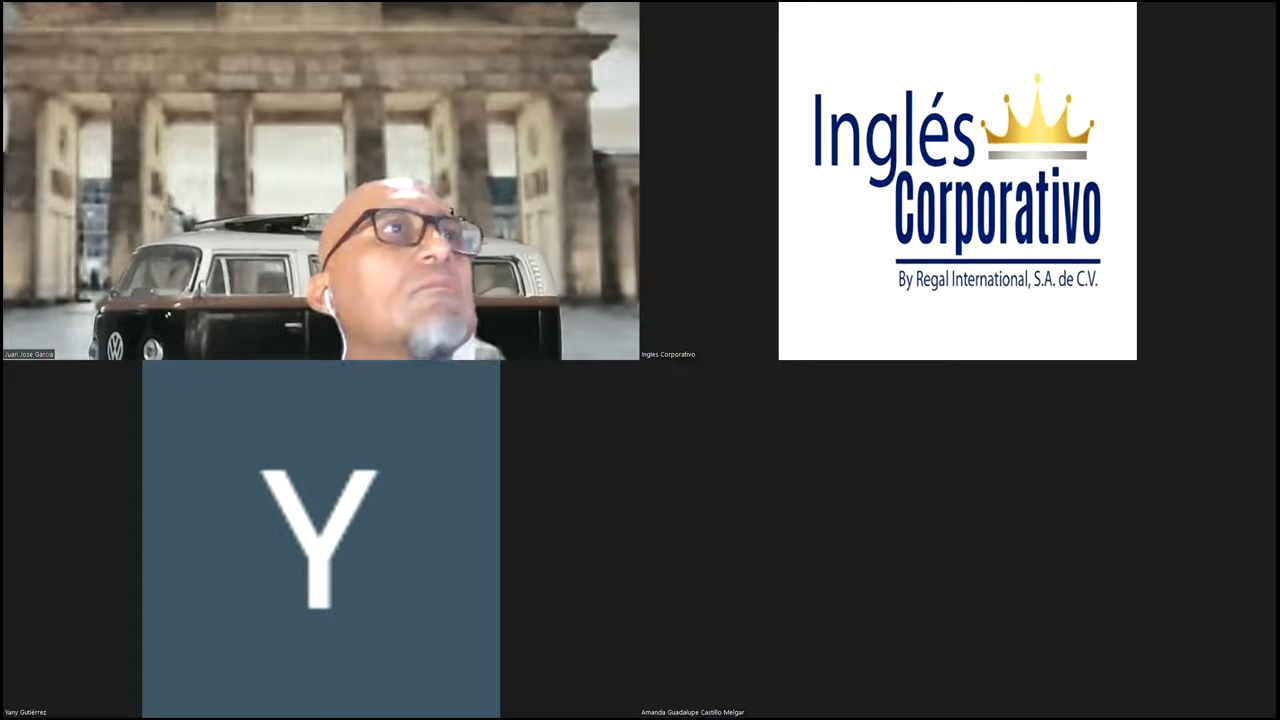 Inglés
Corporativo
By Regal International, S.A. de C.V.
Juan Jose Garcia
Ingles Corporativo
Y
Yany Gutiérrez
Amanda Guadalupe Castillo Melgar